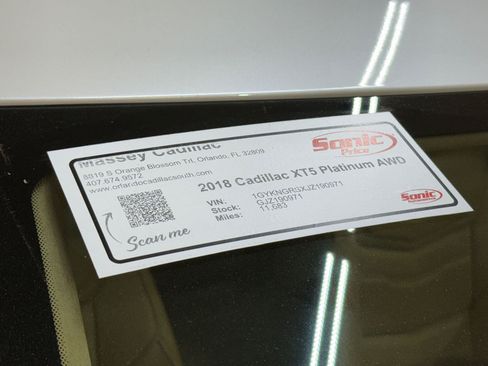 Massey Cadillac
8819 S Orange Blossom Trl, Orlando, FL 32809
407.674.9572
www.orlandocadillacsouth.com
Sonic
Price
2018 Cadillac XT5 Platinum AWD
VIN: 1GYKNGRSXJZ190971
Stock: GJZ190971
Miles: 11,683
Scan me
Sonic